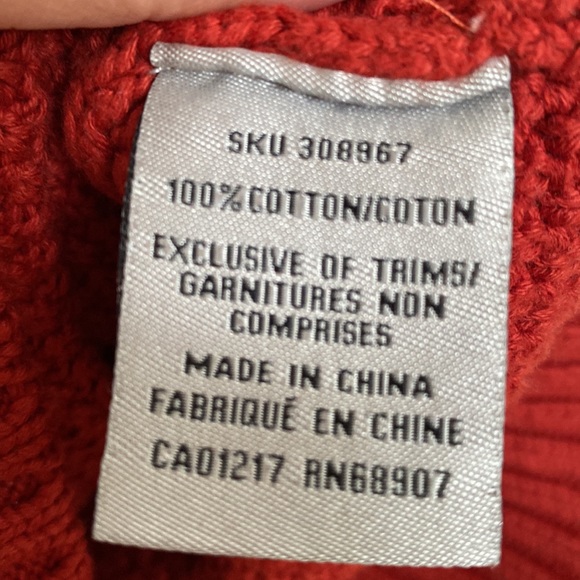 SKU 308967
100%COTTON/COTON
EXCLUSIVE OF TRIMS/
GARNITURES NON
COMPRISES
MADE IN CHINA
FABRIQUÉ EN CHINE
CA01217 RN68907